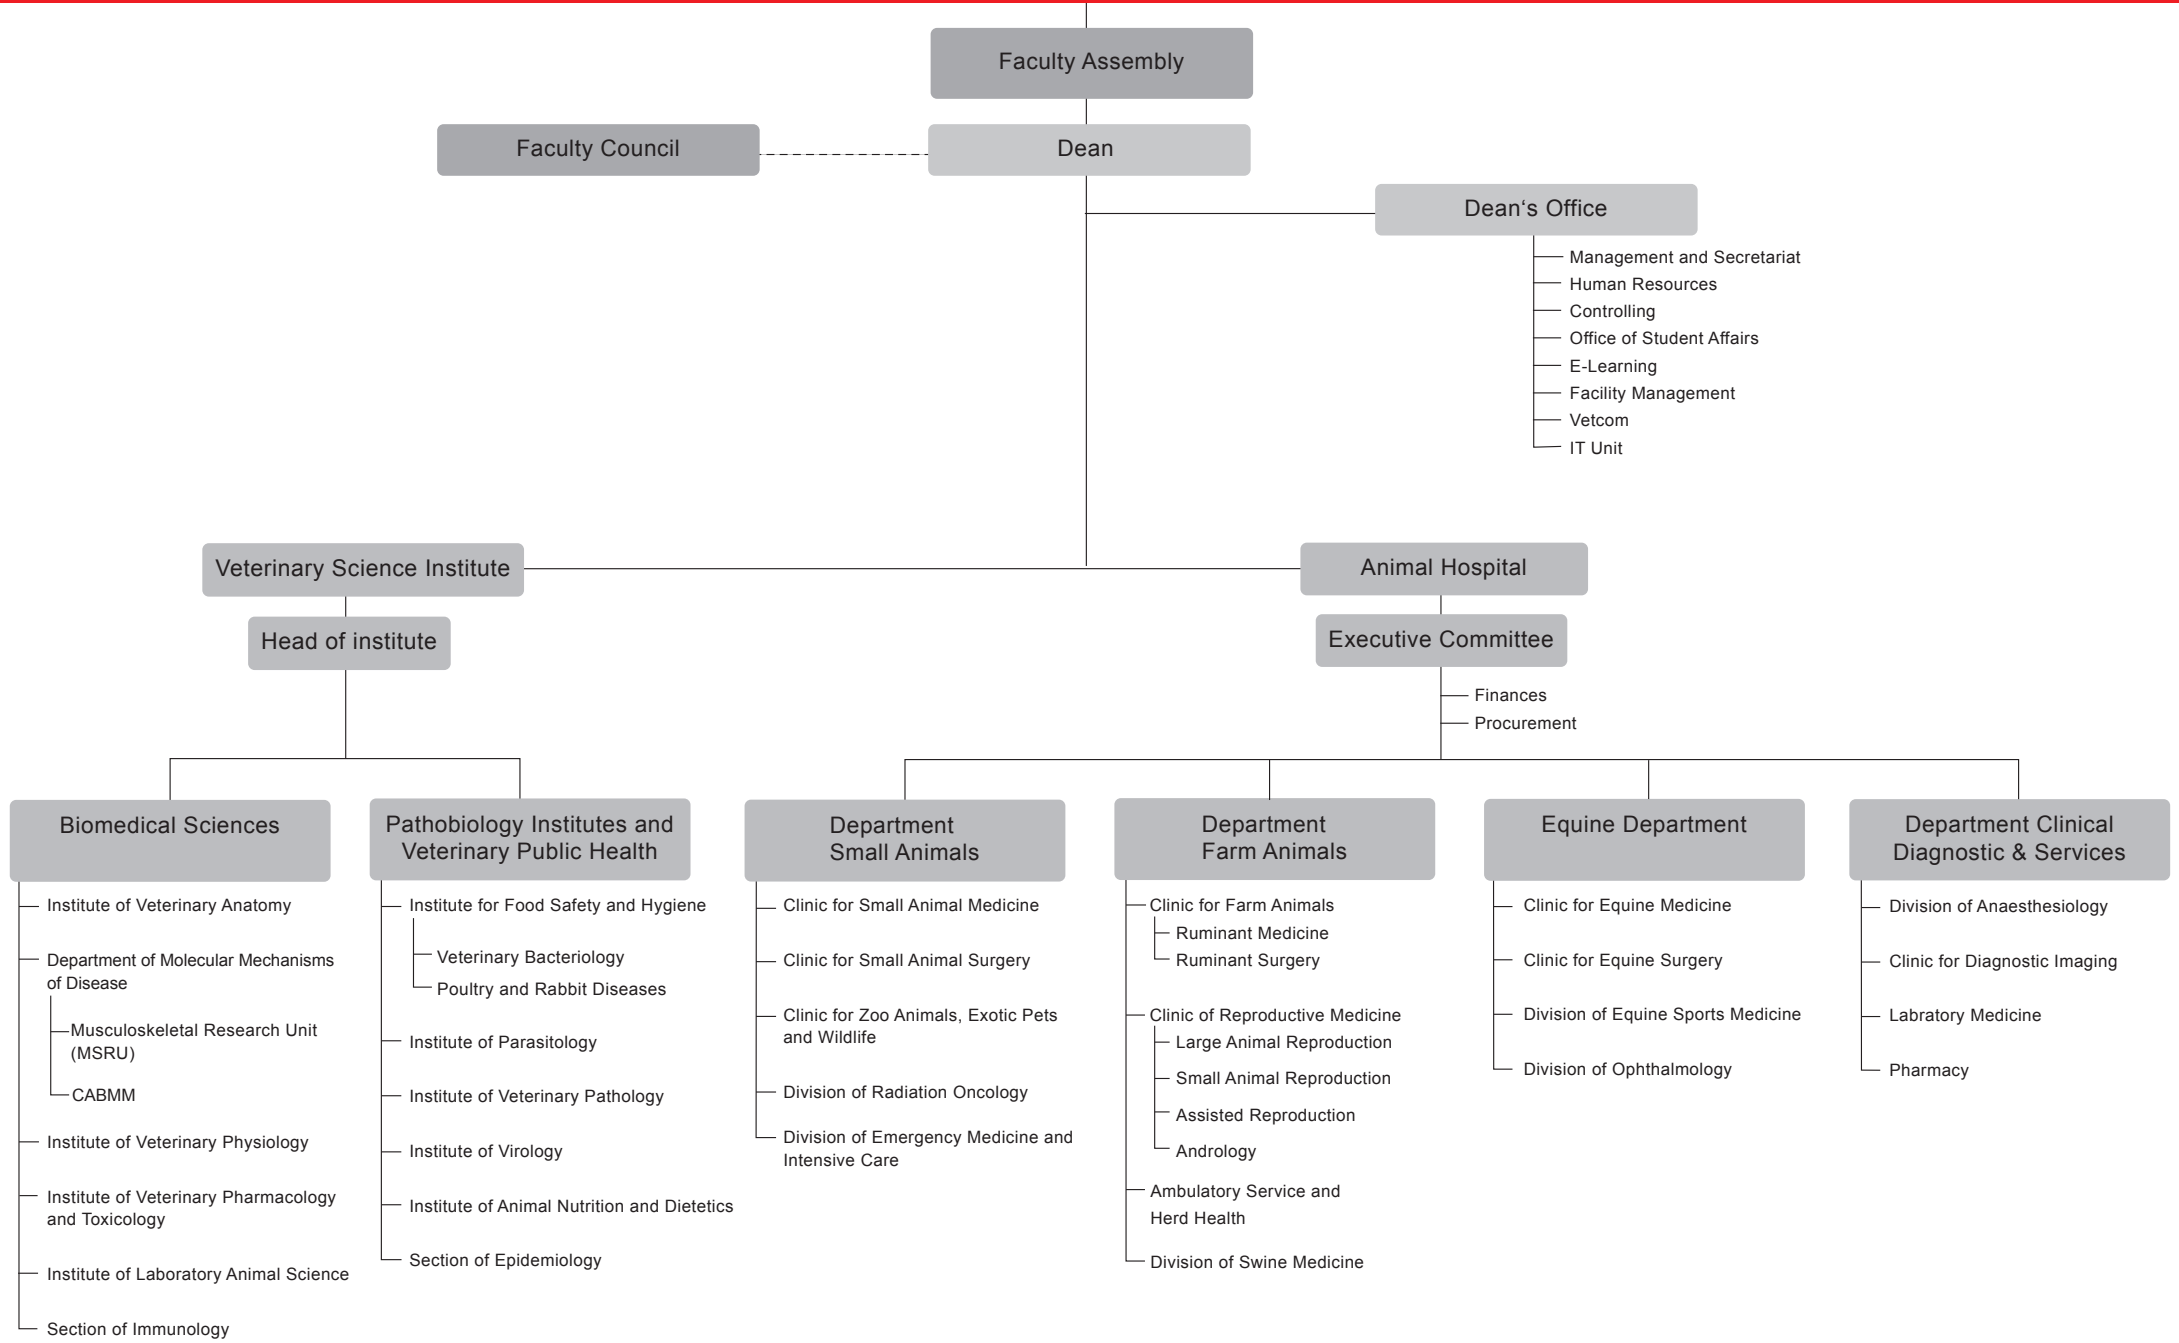 Faculty Assembly
Faculty Council
Dean
Dean‘s Office
Management and Secretariat
Human Resources
Controlling
Office of Student Affairs
E-Learning
Facility Management
Vetcom
IT Unit
Veterinary Science Institute
Head of institute
Animal Hospital
Executive Committee
Finances
Procurement
Biomedical Sciences
Institute of Veterinary Anatomy
Department of Molecular Mechanisms
of Disease
Musculoskeletal Research Unit
(MSRU)
CABMM
Institute of Veterinary Physiology
Institute of Veterinary Pharmacology
and Toxicology
Institute of Laboratory Animal Science
Section of Immunology
Pathobiology Institutes and
Veterinary Public Health
Institute for Food Safety and Hygiene
Veterinary Bacteriology
Poultry and Rabbit Diseases
Institute of Parasitology
Institute of Veterinary Pathology
Institute of Virology
Institute of Animal Nutrition and Dietetics
Section of Epidemiology
Department
Small Animals
Clinic for Small Animal Medicine
Clinic for Small Animal Surgery
Clinic for Zoo Animals, Exotic Pets
and Wildlife
Division of Radiation Oncology
Division of Emergency Medicine and
Intensive Care
Department
Farm Animals
Clinic for Farm Animals
Ruminant Medicine
Ruminant Surgery
Clinic of Reproductive Medicine
Large Animal Reproduction
Small Animal Reproduction
Assisted Reproduction
Andrology
Ambulatory Service and
Herd Health
Division of Swine Medicine
Equine Department
Clinic for Equine Medicine
Clinic for Equine Surgery
Division of Equine Sports Medicine
Division of Ophthalmology
Department Clinical
Diagnostic & Services
Division of Anaesthesiology
Clinic for Diagnostic Imaging
Labratory Medicine
Pharmacy